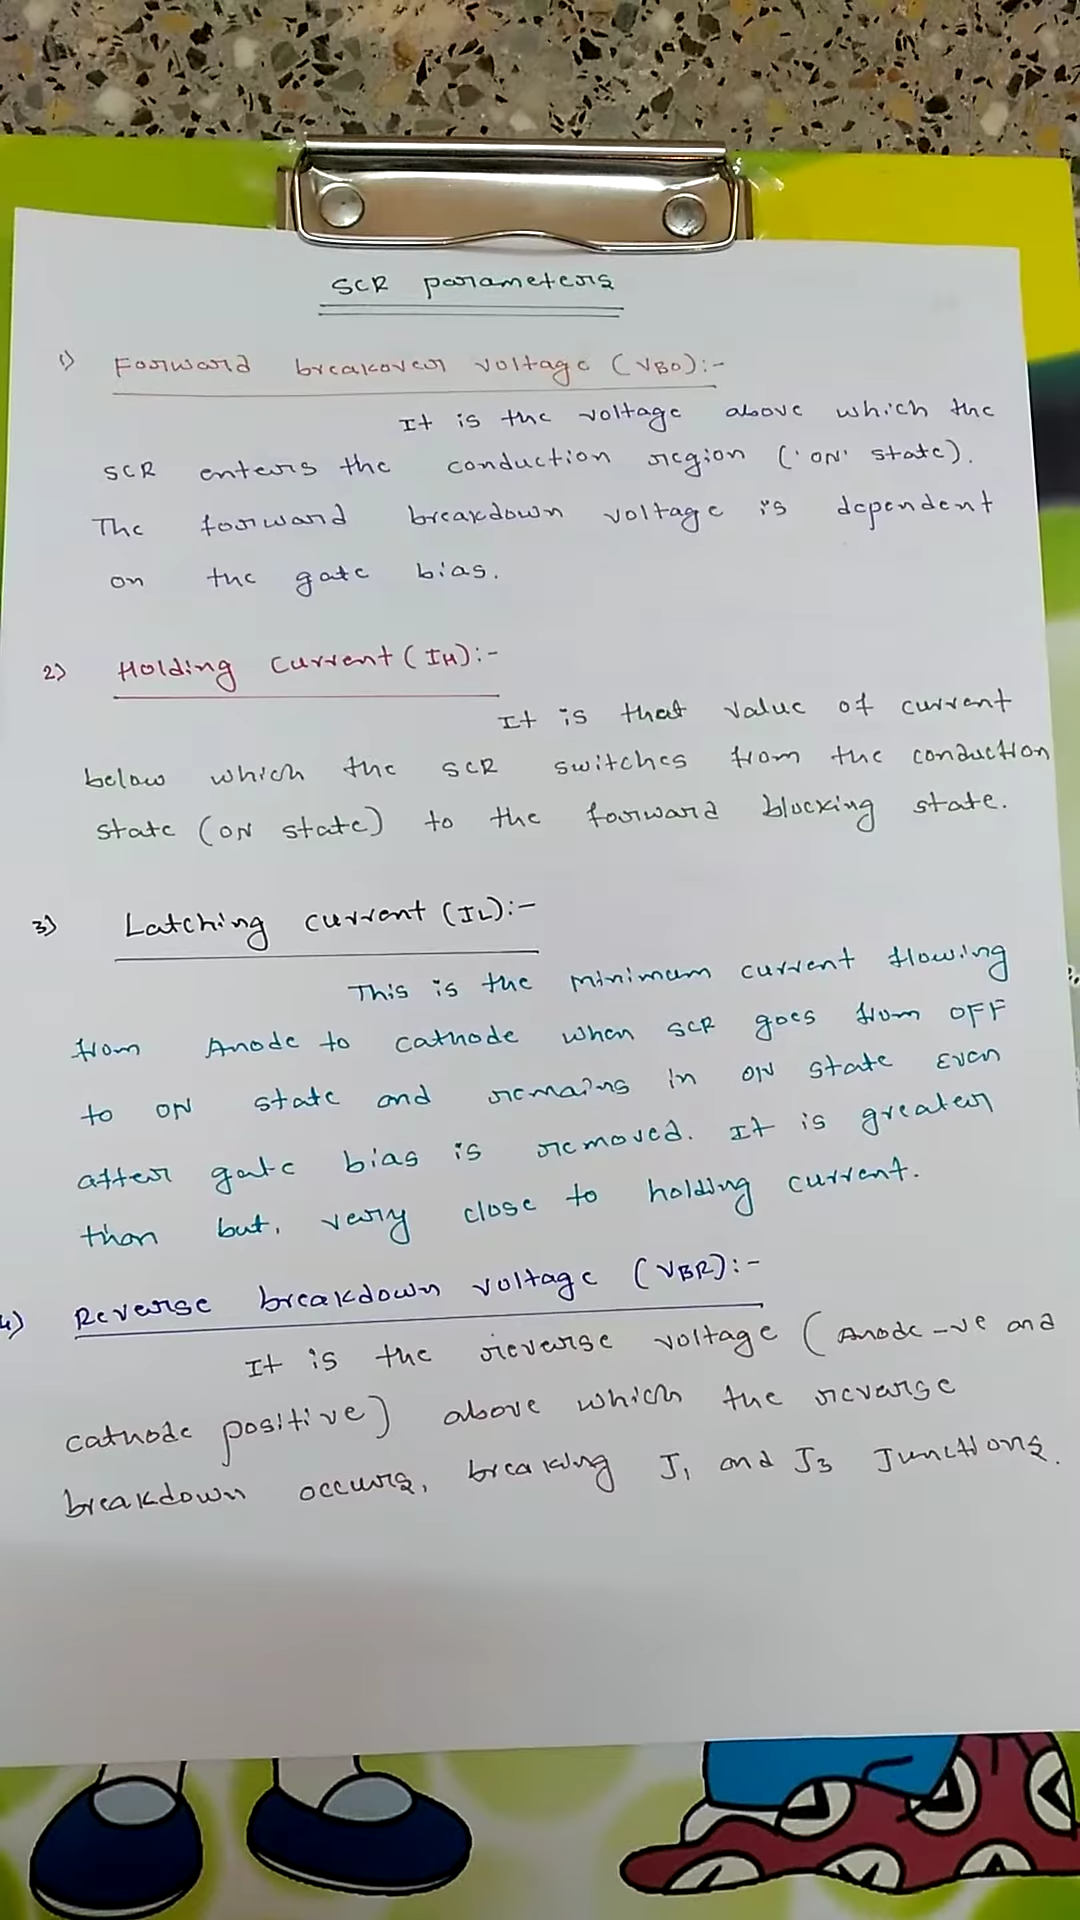 SCR parameters
1) Forward breakover voltage (VBO):-
It is the voltage above which the
SCR enters the conduction region ('ON' state).
The forward breakdown voltage is dependent
on the gate bias.
2) Holding current (IH):-
It is that value of current
below which the SCR switches from the conduction
state (ON state) to the forward blocking state.
3) Latching current (IL):-
This is the minimum current flowing
from Anode to cathode when SCR goes from OFF
to ON state and remains in ON state even
after gate bias is removed. It is greater
than but, very close to holding current.
4) Reverse breakdown voltage (VBR):-
It is the reverse voltage (Anode -ve and
cathode positive) above which the reverse
breakdown occurs, breaking J1 and J3 Junctions.